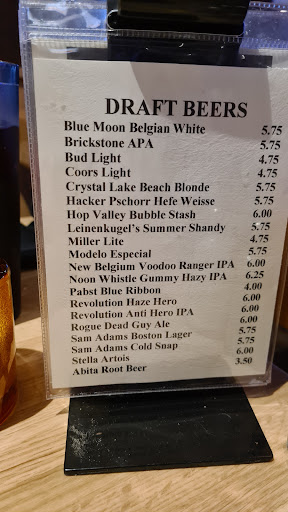 DRAFT BEERS
Blue Moon Belgian White 5.75
Brickstone APA 5.75
Bud Light 4.75
Coors Light 4.75
Crystal Lake Beach Blonde 5.75
Hacker Pschorr Hefe Weisse 5.75
Hop Valley Bubble Stash 6.00
Leinenkugel's Summer Shandy 5.75
Miller Lite 4.75
Modelo Especial 5.75
New Belgium Voodoo Ranger IPA 6.00
Noon Whistle Gummy Hazy IPA 6.25
Pabst Blue Ribbon 4.00
Revolution Haze Hero 6.00
Revolution Anti Hero IPA 6.00
Rogue Dead Guy Ale 6.00
Sam Adams Boston Lager 5.75
Sam Adams Cold Snap 5.75
Stella Artois 6.00
Abita Root Beer 3.50